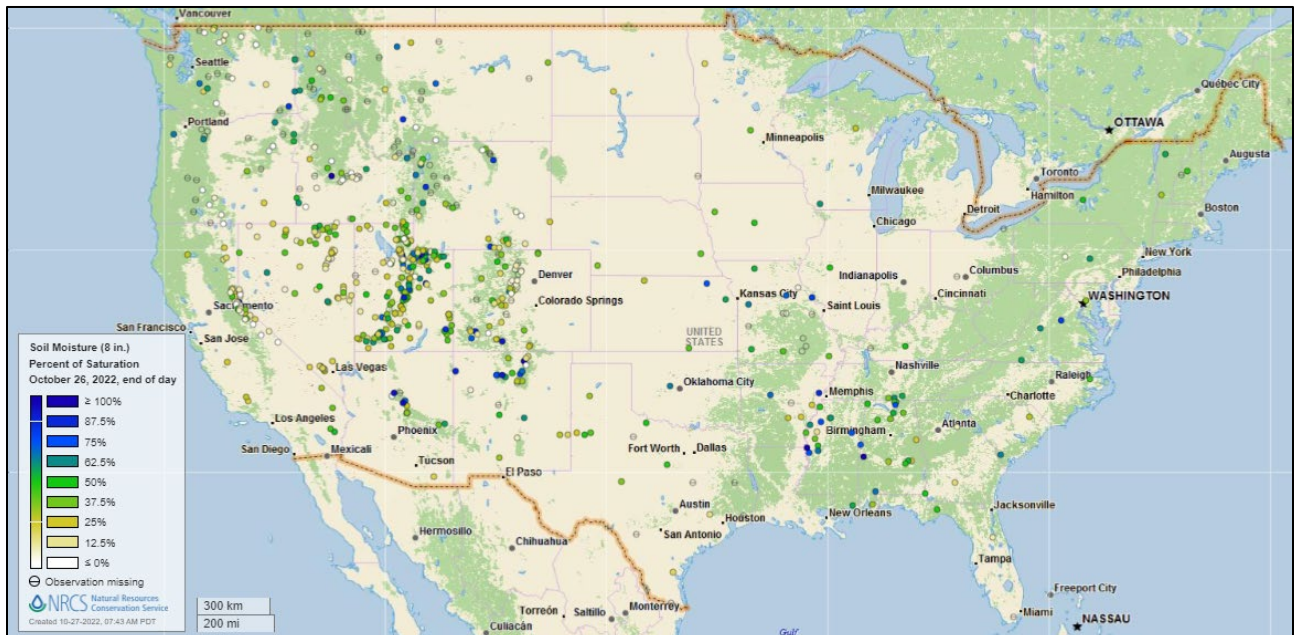 Vancouver
Seattle
Portland
Québec City
OTTAWA
Minneapolis
Augusta
Toronto
Hamilton
Milwaukee
Detroit
Boston
Chicago
New York
Denver
Indianapolis
Columbus
Philadelphia
Sacramento
Colorado Springs
Kansas City
Cincinnati
WASHINGTON
Saint Louis
San Francisco
San Jose
UNITED
STATES
Las Vegas
Nashville
Raleigh
Oklahoma City
Memphis
Charlotte
Los Angeles
Phoenix
Birmingham
Atlanta
San Diego
Mexicali
Fort Worth
Dallas
Tucson
El Paso
Austin
Jacksonville
Houston
New Orleans
Hermosillo
San Antonio
Chihuahua
Tampa
Freeport City
Torreón
Saltillo
Monterrey
Miami
NASSAU
Culiacán
Gulf
Soil Moisture (8 in.)
Percent of Saturation
October 26, 2022, end of day
≥ 100%
87.5%
75%
62.5%
50%
37.5%
25%
12.5%
≤ 0%
Observation missing
NRCS Natural Resources
Conservation Service
Created 10-27-2022, 07:43 AM PDT
300 km
200 mi